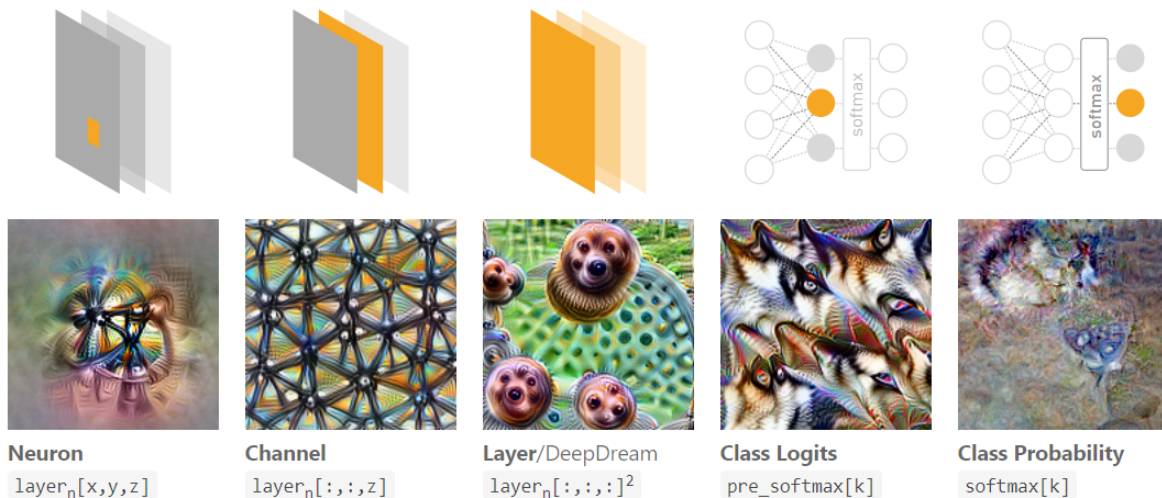 softmax
softmax
Neuron
layerₙ[x,y,z]
Channel
layerₙ[:,:,z]
Layer/DeepDream
layerₙ[:,:,:]²
Class Logits
pre_softmax[k]
Class Probability
softmax[k]